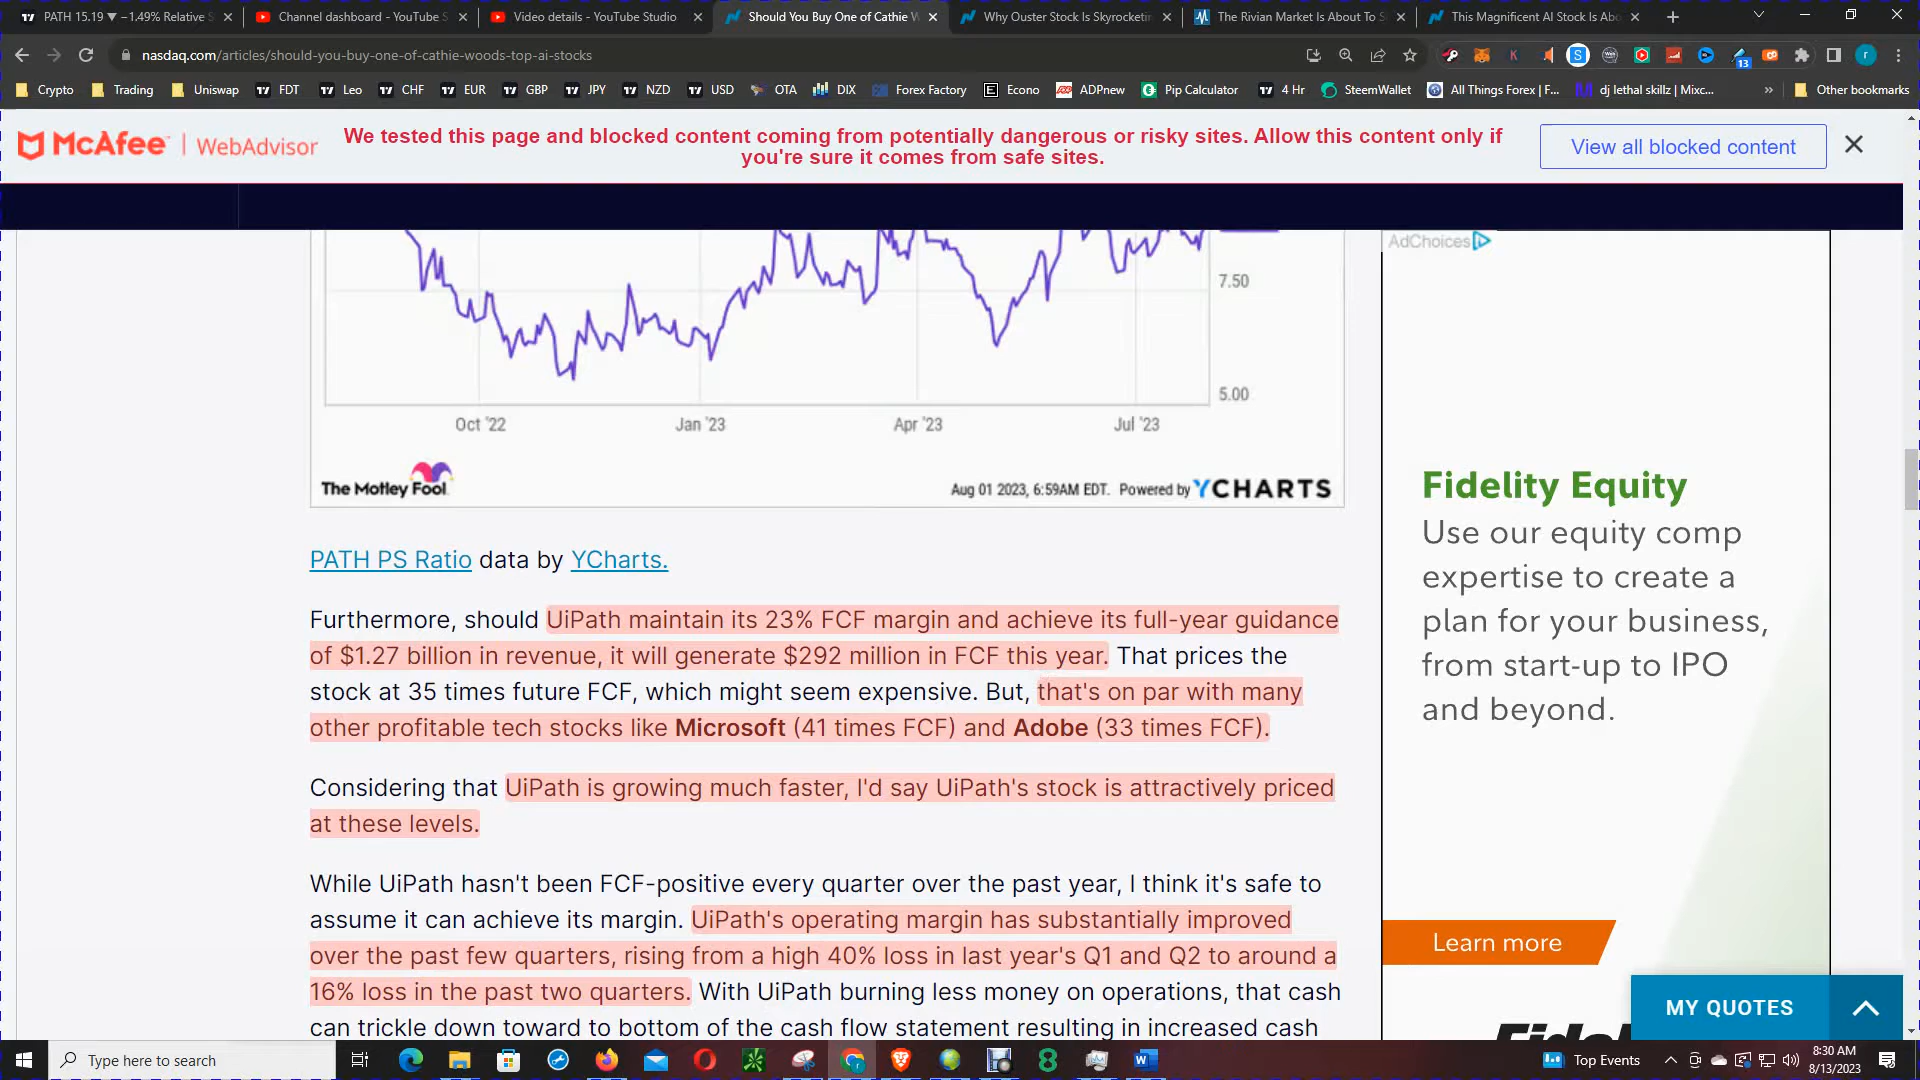 PATH 15.19 ▼ −1.49% Relative S
Channel dashboard - YouTube S
Video details - YouTube Studio
Should You Buy One of Cathie W
Why Ouster Stock Is Skyrocketin
The Rivian Market Is About To S
This Magnificent AI Stock Is Abo
nasdaq.com/articles/should-you-buy-one-of-cathie-woods-top-ai-stocks
13
Crypto Trading Uniswap FDT Leo CHF EUR GBP JPY NZD USD OTA DIX Forex Factory Econo ADPnew Pip Calculator 4 Hr SteemWallet All Things Forex | F... dj lethal skillz | Mixc... » Other bookmarks
McAfee | WebAdvisor
We tested this page and blocked content coming from potentially dangerous or risky sites. Allow this content only if
you're sure it comes from safe sites.
View all blocked content
7.50
5.00
Oct '22 Jan '23 Apr '23 Jul '23
The Motley Fool
Aug 01 2023, 6:59AM EDT. Powered by YCHARTS
PATH PS Ratio data by YCharts.
Furthermore, should UiPath maintain its 23% FCF margin and achieve its full-year guidance
of $1.27 billion in revenue, it will generate $292 million in FCF this year. That prices the
stock at 35 times future FCF, which might seem expensive. But, that's on par with many
other profitable tech stocks like Microsoft (41 times FCF) and Adobe (33 times FCF).
Considering that UiPath is growing much faster, I'd say UiPath's stock is attractively priced
at these levels.
While UiPath hasn't been FCF-positive every quarter over the past year, I think it's safe to
assume it can achieve its margin. UiPath's operating margin has substantially improved
over the past few quarters, rising from a high 40% loss in last year's Q1 and Q2 to around a
16% loss in the past two quarters. With UiPath burning less money on operations, that cash
can trickle down toward to bottom of the cash flow statement resulting in increased cash
AdChoices
Fidelity Equity
Use our equity comp
expertise to create a
plan for your business,
from start-up to IPO
and beyond.
Learn more
MY QUOTES
Type here to search
Top Events
8:30 AM
8/13/2023